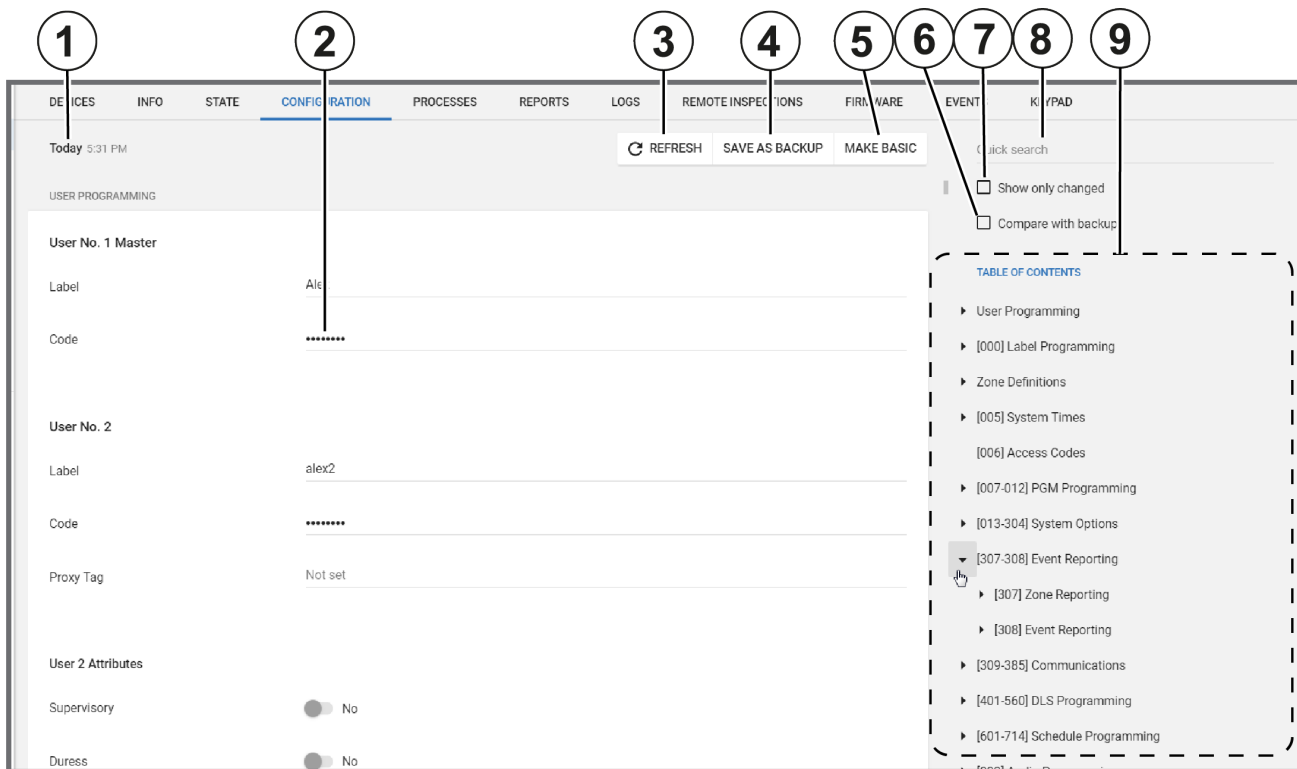 1 2 3 4 5 6 7 8 9
DEVICES INFO STATE CONFIGURATION PROCESSES REPORTS LOGS REMOTE INSPECTIONS FIRMWARE EVENTS KEYPAD
Today 5:31 PM
REFRESH SAVE AS BACKUP MAKE BASIC
Quick search
USER PROGRAMMING
Show only changed
Compare with backup
User No. 1 Master
Label Alex
Code ••••••••
User No. 2
Label alex2
Code ••••••••
Proxy Tag Not set
User 2 Attributes
Supervisory No
Duress No
TABLE OF CONTENTS
User Programming
[000] Label Programming
Zone Definitions
[005] System Times
[006] Access Codes
[007-012] PGM Programming
[013-304] System Options
[307-308] Event Reporting
[307] Zone Reporting
[308] Event Reporting
[309-385] Communications
[401-560] DLS Programming
[601-714] Schedule Programming